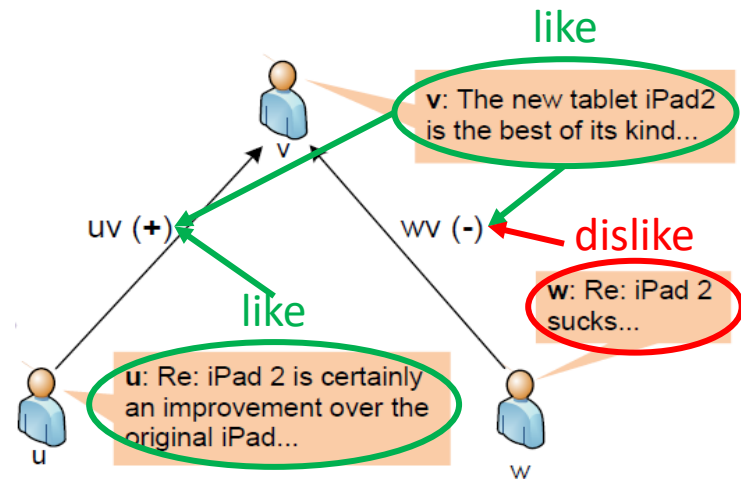 like
v: The new tablet iPad2
is the best of its kind...
v
uv (+)
wv (-)
dislike
like
w: Re: iPad 2
sucks...
u: Re: iPad 2 is certainly
an improvement over the
original iPad...
u
w